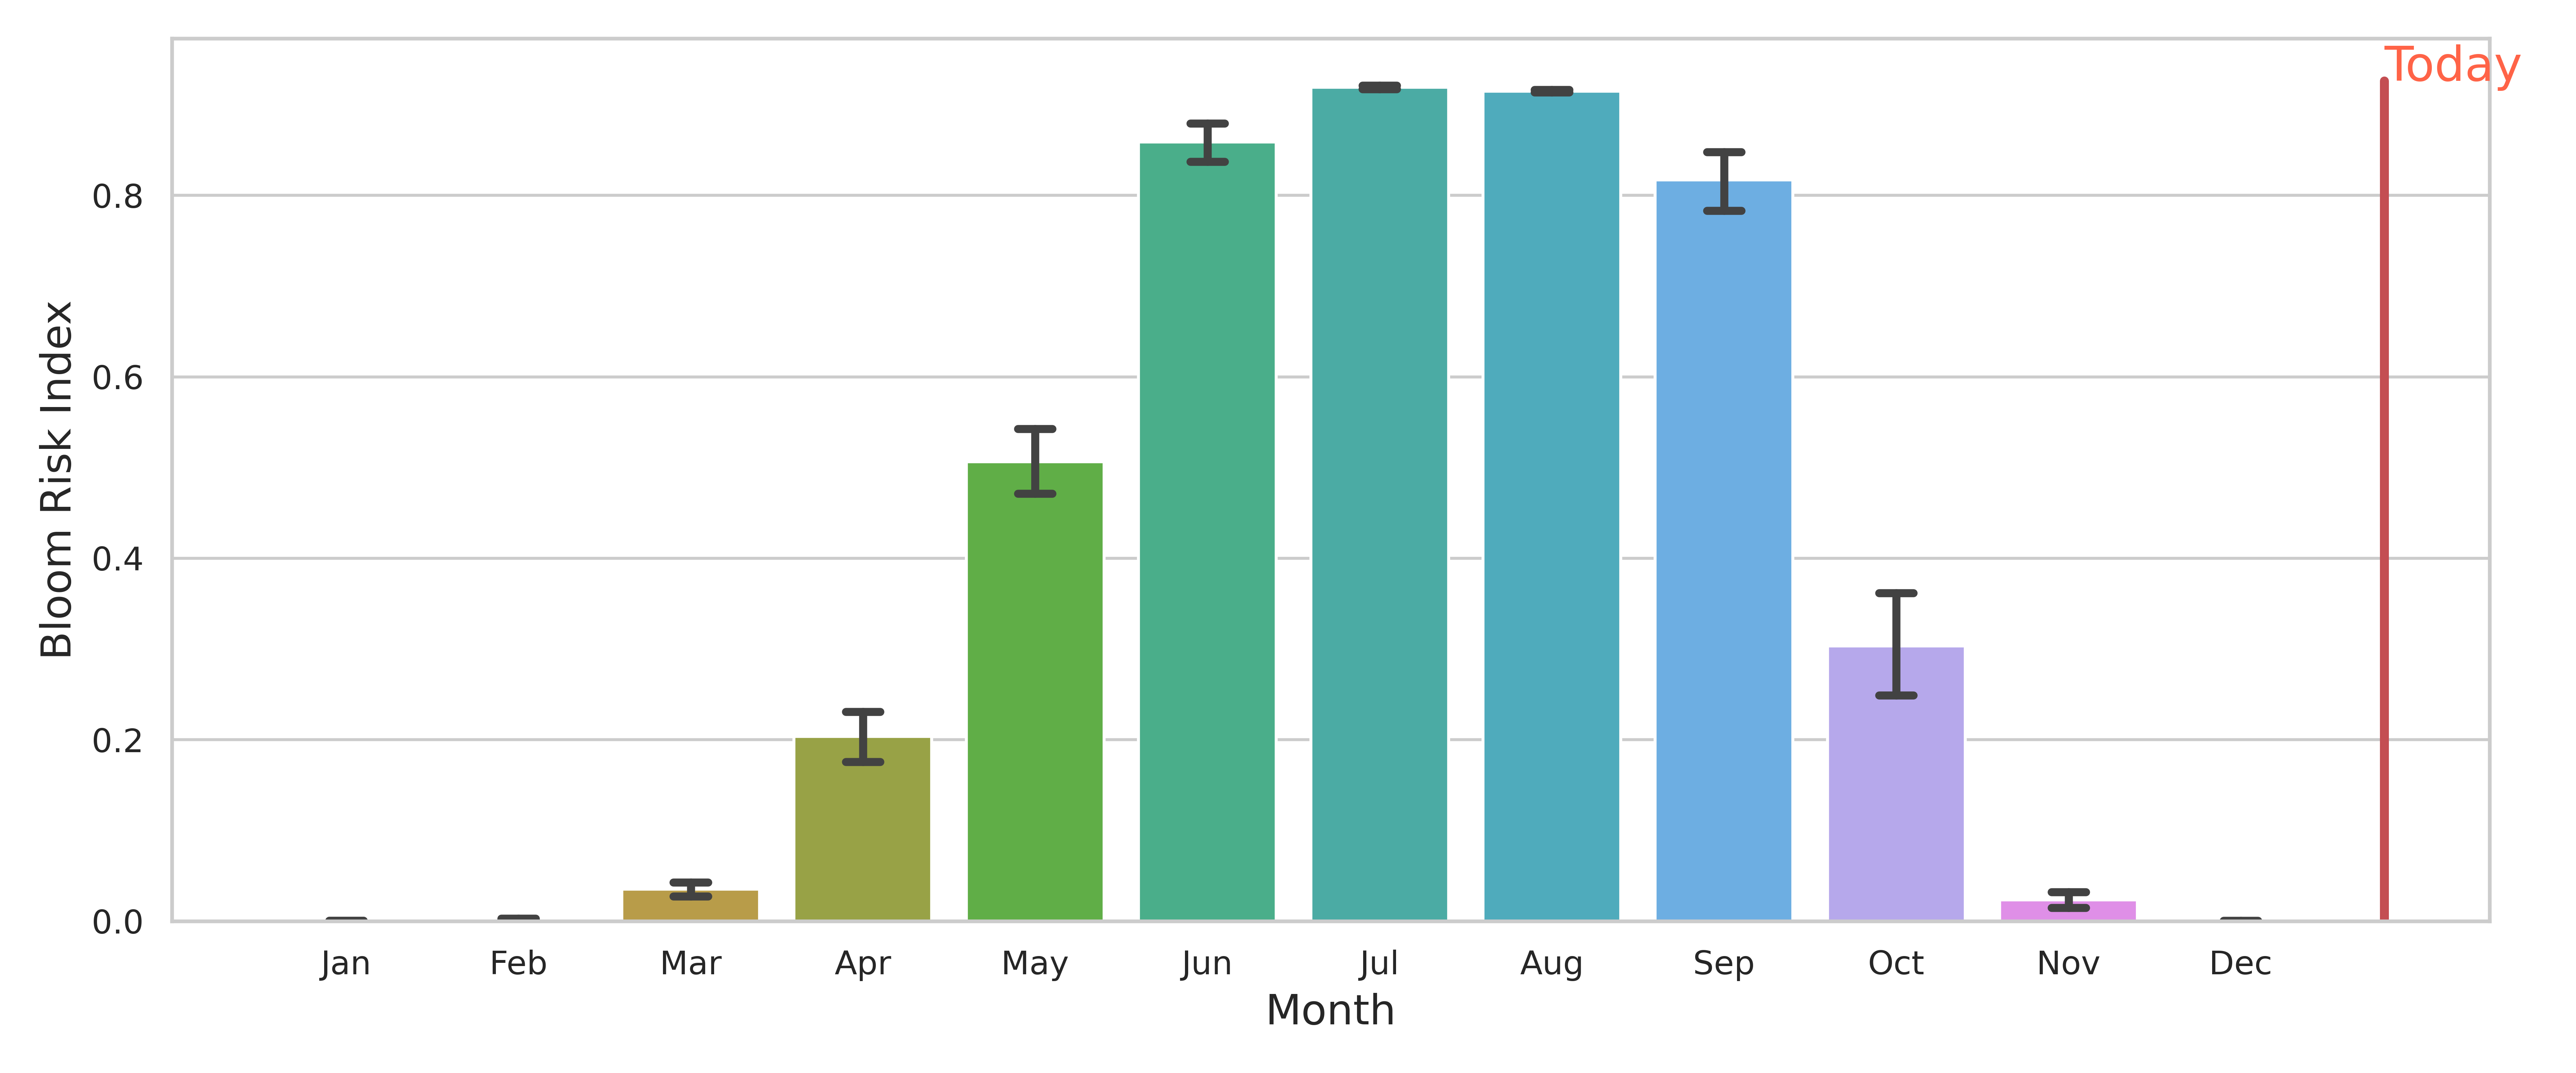 Today
Bloom Risk Index
0.8
0.6
0.4
0.2
0.0
Jan Feb Mar Apr May Jun Jul Aug Sep Oct Nov Dec
Month